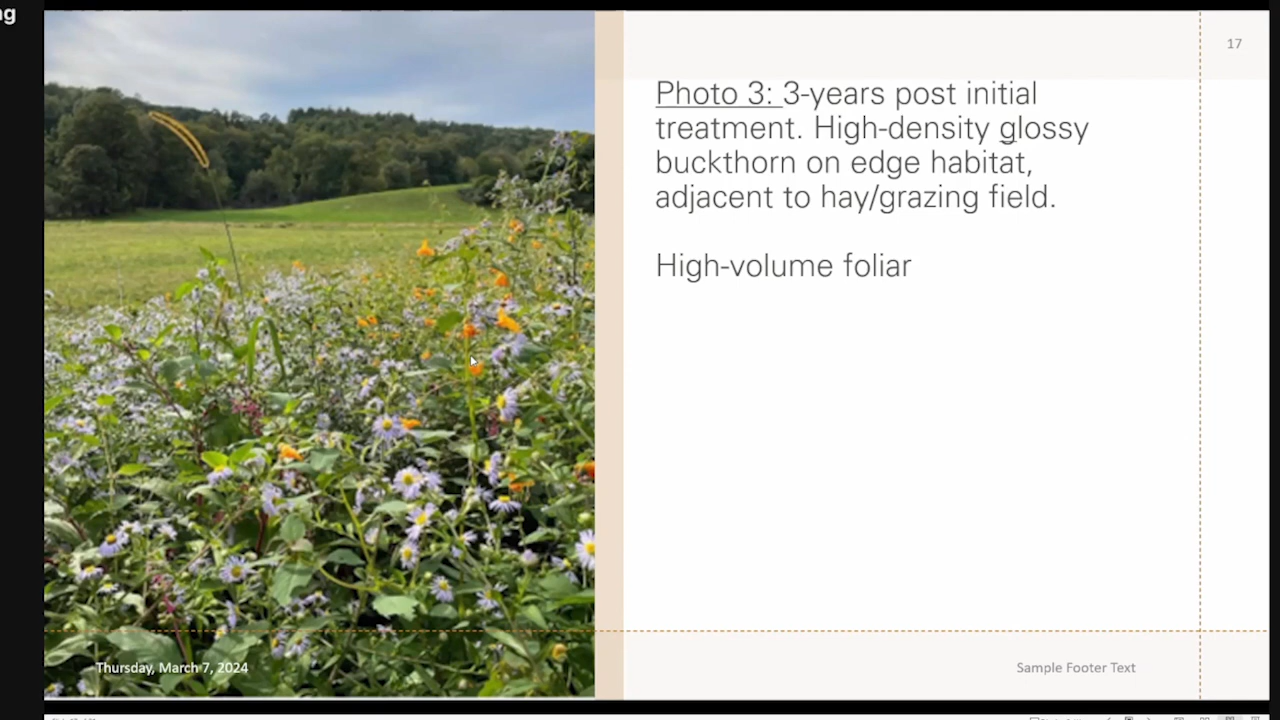 17
Photo 3: 3-years post initial
treatment. High-density glossy
buckthorn on edge habitat,
adjacent to hay/grazing field.
High-volume foliar
Thursday, March 7, 2024
Sample Footer Text